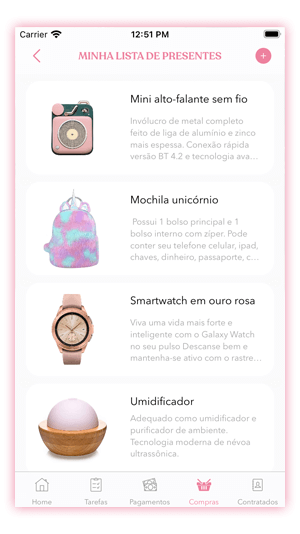 Carrier 12:51 PM
MINHA LISTA DE PRESENTES
Mini alto-falante sem fio
Invólucro de metal completo
feito de liga de alumínio e zinco
mais espessa. Conexão rápida
versão BT 4.2 e tecnologia ava...
Mochila unicórnio
Possui 1 bolso principal e 1
bolso interno com zíper. Pode
conter seu telefone celular, ipad,
chaves, dinheiro, passaporte, c...
Smartwatch em ouro rosa
Viva uma vida mais forte e
inteligente com o Galaxy Watch
no seu pulso Descanse bem e
mantenha-se ativo com o rastre...
Umidificador
Adequado como umidificador e
purificador de ambiente.
Tecnologia moderna de névoa
ultrassônica.
Home Tarefas Pagamentos Compras Contratados